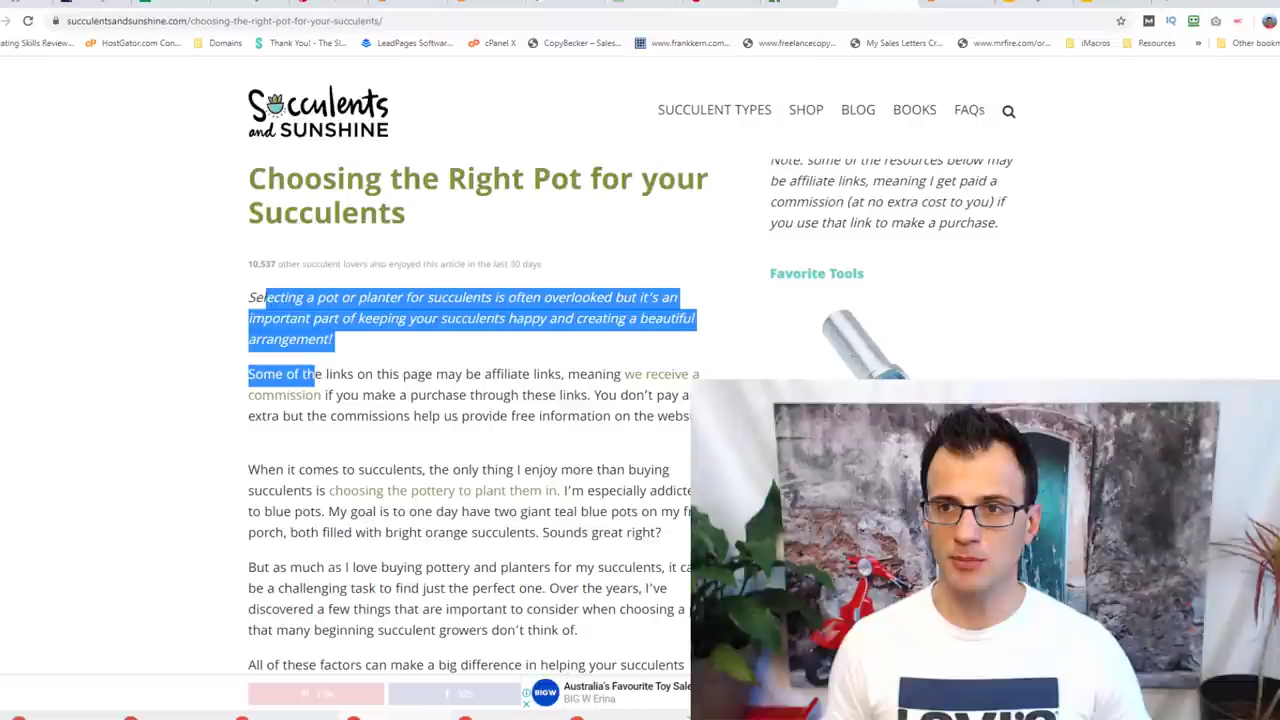 succulentsandsunshine.com/choosing-the-right-pot-for-your-succulents/
ating Skills Review...
HostGator.com Con...
Domains
Thank You! - The Sl...
LeadPages Software...
cPanel X
CopyBecker – Sales...
www.frankkern.com...
www.freelancecopy...
My Sales Letters Cr...
www.mrfire.com/or...
iMacros
Resources
»
Other bookm
Succulents
and SUNSHINE
SUCCULENT TYPES SHOP BLOG BOOKS FAQs
Choosing the Right Pot for your
Succulents
10,537 other succulent lovers also enjoyed this article in the last 30 days
Selecting a pot or planter for succulents is often overlooked but it's an
important part of keeping your succulents happy and creating a beautiful
arrangement!
Some of the links on this page may be affiliate links, meaning we receive a
commission if you make a purchase through these links. You don't pay a
extra but the commissions help us provide free information on the webs
When it comes to succulents, the only thing I enjoy more than buying
succulents is choosing the pottery to plant them in. I'm especially addicte
to blue pots. My goal is to one day have two giant teal blue pots on my fr
porch, both filled with bright orange succulents. Sounds great right?
But as much as I love buying pottery and planters for my succulents, it ca
be a challenging task to find just the perfect one. Over the years, I've
discovered a few things that are important to consider when choosing a
that many beginning succulent growers don't think of.
All of these factors can make a big difference in helping your succulents
Note: some of the resources below may
be affiliate links, meaning I get paid a
commission (at no extra cost to you) if
you use that link to make a purchase.
Favorite Tools
BIG W
Australia's Favourite Toy Sale
BIG W Erina
LEVI'S